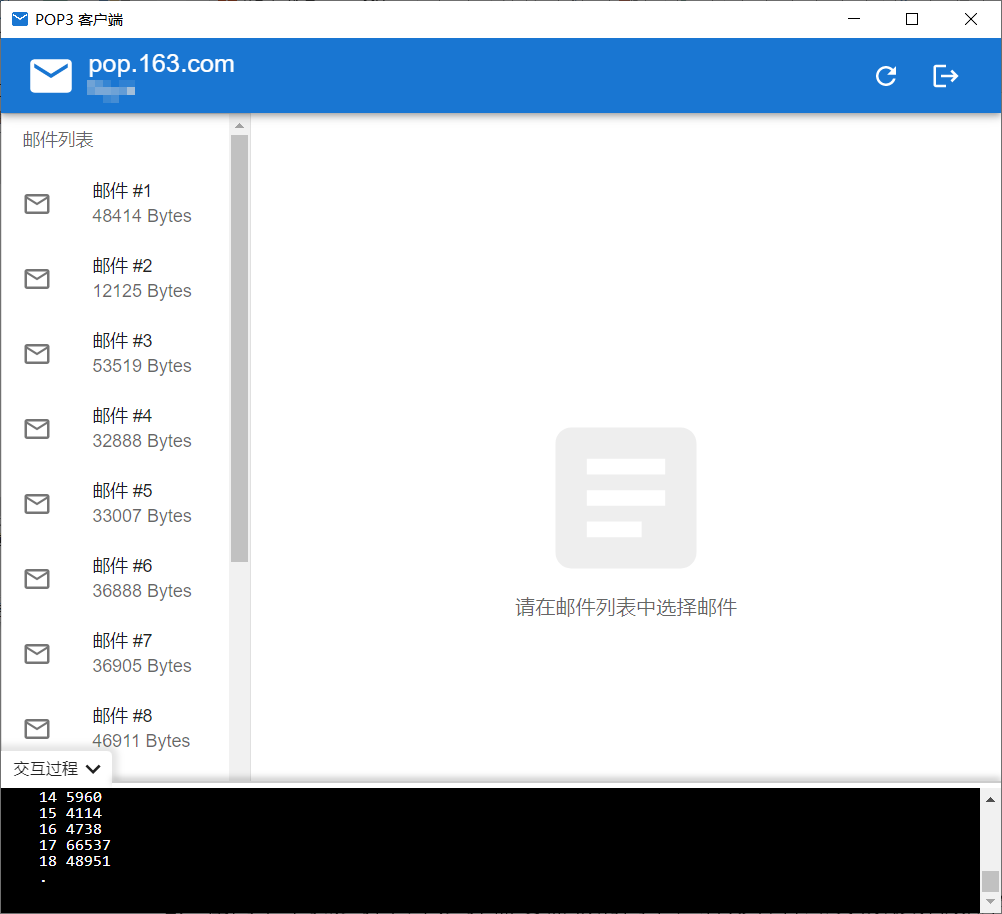 POP3 客户端
pop.163.com
邮件列表
邮件 #1
48414 Bytes
邮件 #2
12125 Bytes
邮件 #3
53519 Bytes
邮件 #4
32888 Bytes
邮件 #5
33007 Bytes
邮件 #6
36888 Bytes
邮件 #7
36905 Bytes
邮件 #8
46911 Bytes
请在邮件列表中选择邮件
交互过程
14 5960
15 4114
16 4738
17 66537
18 48951
.